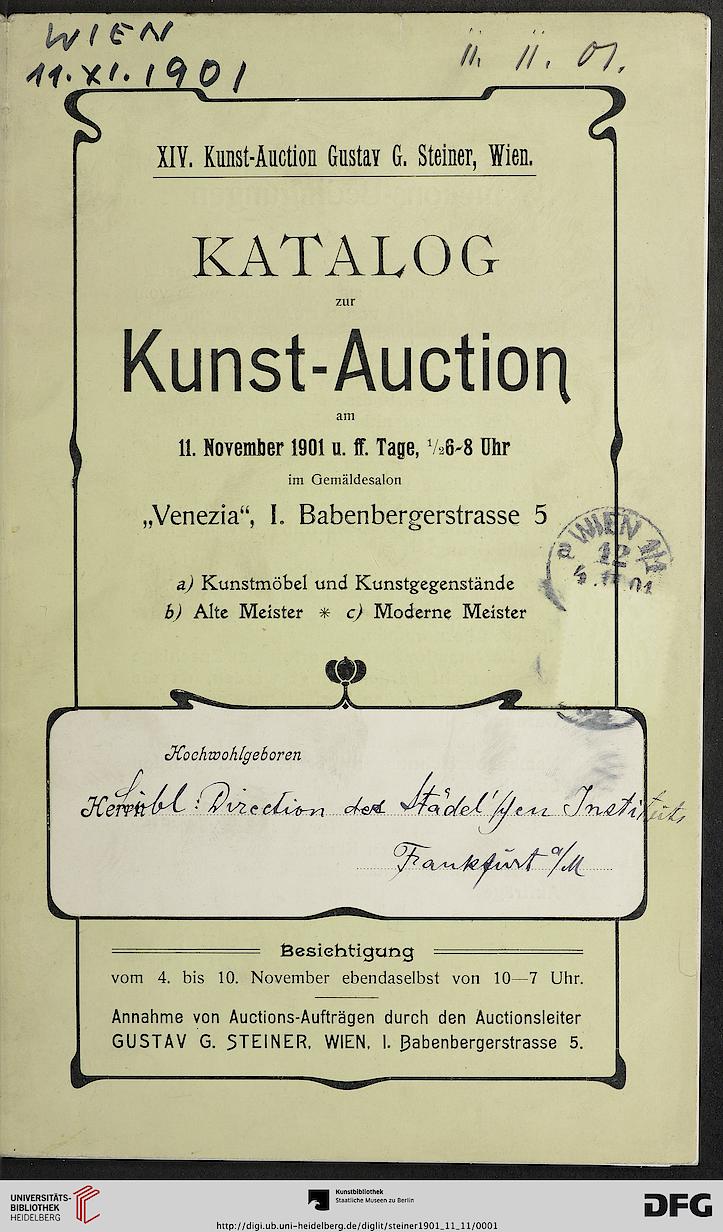 WIEN
11.XI.1901
11. 11. 01.
XIV. Kunst-Auction Gustav G. Steiner, Wien.
KATALOG
zur
Kunst-Auction
am
11. November 1901 u. ff. Tage, 1/26-8 Uhr
im Gemäldesalon
„Venezia“, I. Babenbergerstrasse 5
WIEN
12
01
a) Kunstmöbel und Kunstgegenstände
b) Alte Meister * c) Moderne Meister
Hochwohlgeboren
Herrn Löbl: Direction des Städel'schen Instituts
Frankfurt a/M
Besichtigung
vom 4. bis 10. November ebendaselbst von 10—7 Uhr.
Annahme von Auctions-Aufträgen durch den Auctionsleiter
GUSTAV G. STEINER, WIEN, I. Babenbergerstrasse 5.
UNIVERSITÄTS-
BIBLIOTHEK
HEIDELBERG
Kunstbibliothek
Staatliche Museen zu Berlin
DFG
http://digi.ub.uni-heidelberg.de/diglit/steiner1901_11_11/0001